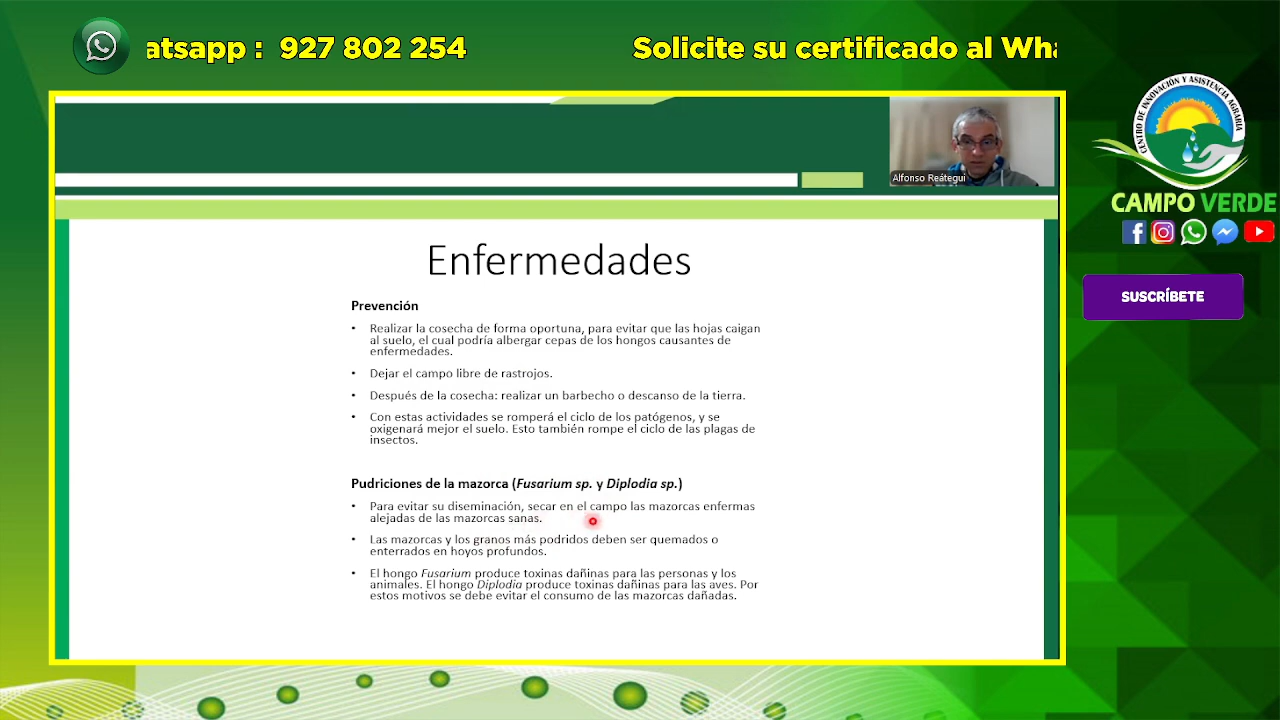 atsapp : 927 802 254
Solicite su certificado al Wha
CENTRO DE INNOVACIÓN Y ASISTENCIA AGRARIA
CAMPO VERDE
SUSCRÍBETE
Alfonso Reátegui
Enfermedades
Prevención
• Realizar la cosecha de forma oportuna, para evitar que las hojas caigan
al suelo, el cual podría albergar cepas de los hongos causantes de
enfermedades.
• Dejar el campo libre de rastrojos.
• Después de la cosecha: realizar un barbecho o descanso de la tierra.
• Con estas actividades se romperá el ciclo de los patógenos, y se
oxigenará mejor el suelo. Esto también rompe el ciclo de las plagas de
insectos.
Pudriciones de la mazorca (Fusarium sp. y Diplodia sp.)
• Para evitar su diseminación, secar en el campo las mazorcas enfermas
alejadas de las mazorcas sanas.
• Las mazorcas y los granos más podridos deben ser quemados o
enterrados en hoyos profundos.
• El hongo Fusarium produce toxinas dañinas para las personas y los
animales. El hongo Diplodia produce toxinas dañinas para las aves. Por
estos motivos se debe evitar el consumo de las mazorcas dañadas.